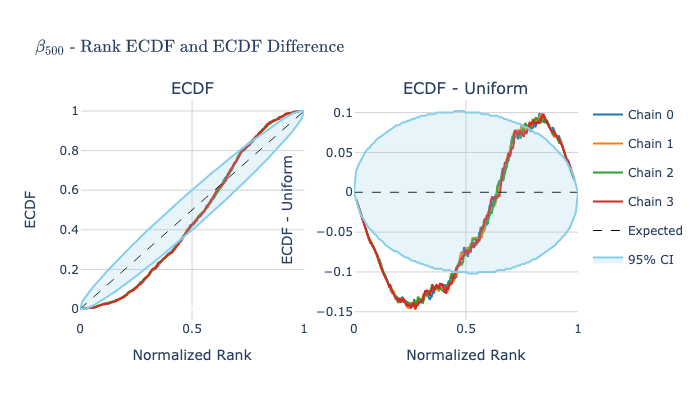 β500 - Rank ECDF and ECDF Difference
ECDF
ECDF - Uniform
1
0.8
0.6
0.4
0.2
0
0
0.5
1
ECDF
Normalized Rank
0.1
0.05
0
−0.05
−0.1
−0.15
0
0.5
1
ECDF - Uniform
Normalized Rank
Chain 0
Chain 1
Chain 2
Chain 3
Expected
95% CI